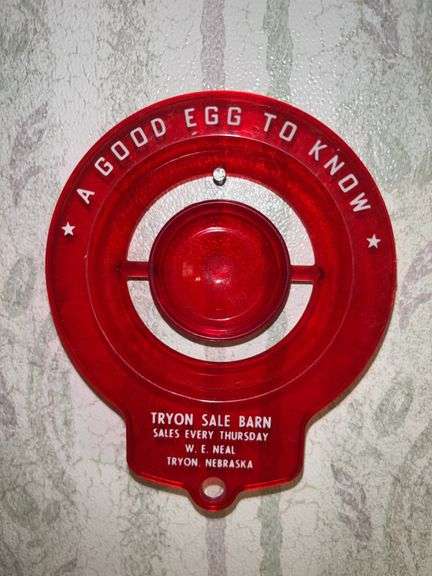 ★ A GOOD EGG TO KNOW ★
TRYON SALE BARN
SALES EVERY THURSDAY
W. E. NEAL
TRYON, NEBRASKA